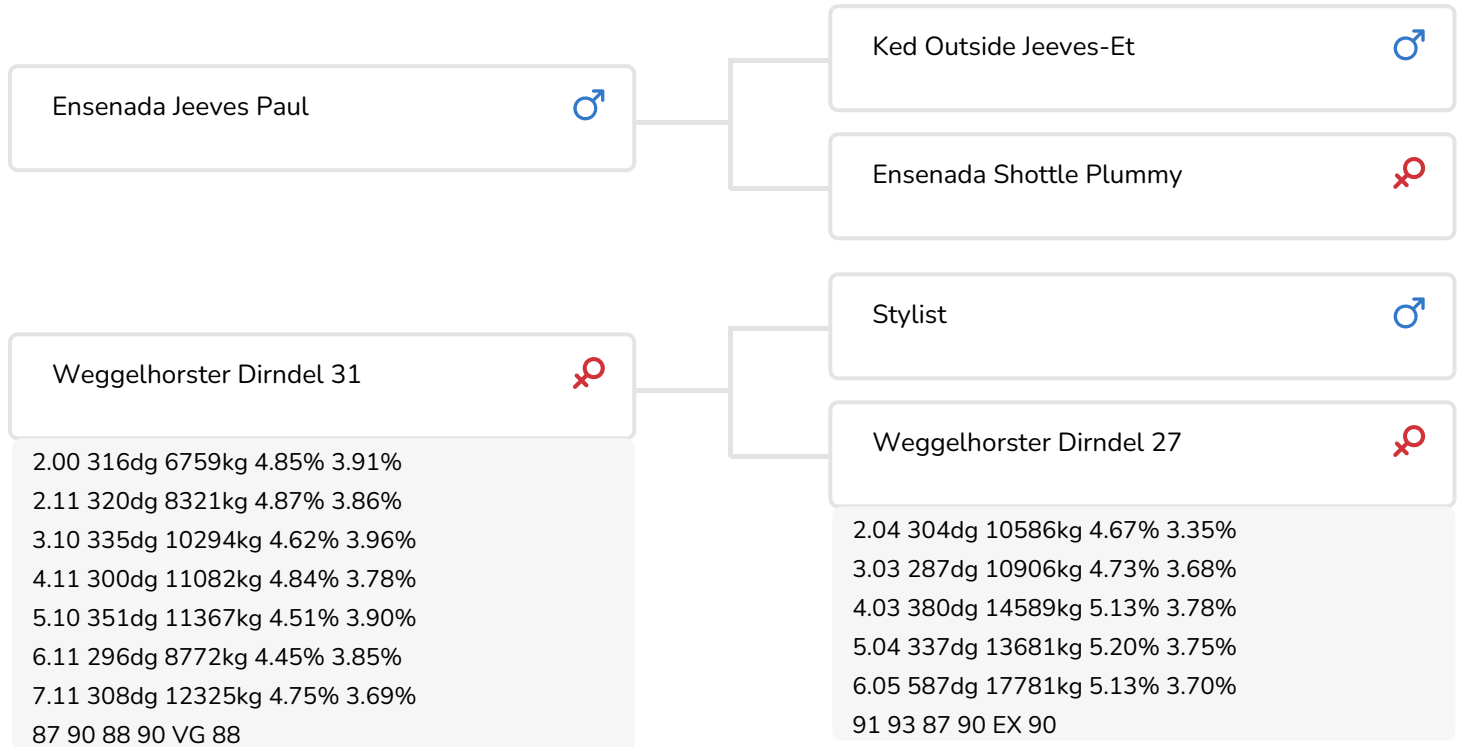 Ensenada Jeeves Paul
Ked Outside Jeeves-Et
Ensenada Shottle Plummy
Weggelhorster Dirndel 31
2.00 316dg 6759kg 4.85% 3.91%
2.11 320dg 8321kg 4.87% 3.86%
3.10 335dg 10294kg 4.62% 3.96%
4.11 300dg 11082kg 4.84% 3.78%
5.10 351dg 11367kg 4.51% 3.90%
6.11 296dg 8772kg 4.45% 3.85%
7.11 308dg 12325kg 4.75% 3.69%
87 90 88 90 VG 88
Stylist
Weggelhorster Dirndel 27
2.04 304dg 10586kg 4.67% 3.35%
3.03 287dg 10906kg 4.73% 3.68%
4.03 380dg 14589kg 5.13% 3.78%
5.04 337dg 13681kg 5.20% 3.75%
6.05 587dg 17781kg 5.13% 3.70%
91 93 87 90 EX 90